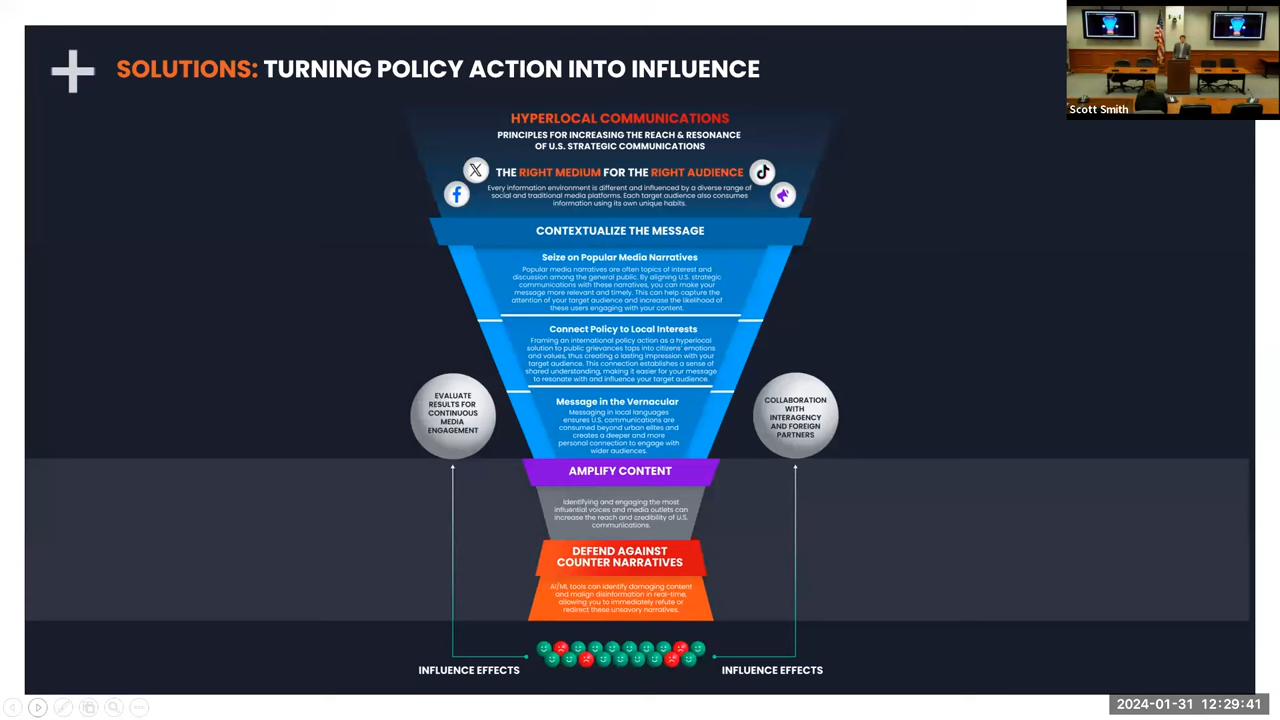 SOLUTIONS: TURNING POLICY ACTION INTO INFLUENCE
Scott Smith
HYPERLOCAL COMMUNICATIONS
PRINCIPLES FOR INCREASING THE REACH & RESONANCE
OF U.S. STRATEGIC COMMUNICATIONS
THE RIGHT MEDIUM FOR THE RIGHT AUDIENCE
Every information environment is different and influenced by a diverse range of
social and traditional media platforms. Each target audience also consumes
information using its own unique habits.
CONTEXTUALIZE THE MESSAGE
Seize on Popular Media Narratives
Popular media narratives are often topics of interest and
discussion among the general public. By aligning U.S. strategic
communications with these narratives, you can make your
message more relevant and timely. This can help capture the
attention of your target audience and increase the likelihood of
these users engaging with your content.
Connect Policy to Local Interests
Framing an international policy action as a hyperlocal
solution to public grievances taps into citizens' emotions
and values, thus creating a lasting impression with your
target audience. This connection establishes a sense of
shared understanding, making it easier for your message
to resonate with and influence your target audience.
Message in the Vernacular
Messaging in local languages
ensures U.S. communications are
consumed beyond urban elites and
creates a deeper and more
personal connection to engage with
wider audiences.
EVALUATE
RESULTS FOR
CONTINUOUS
MEDIA
ENGAGEMENT
COLLABORATION
WITH
INTERAGENCY
AND FOREIGN
PARTNERS
AMPLIFY CONTENT
Identifying and engaging the most
influential voices and media outlets can
increase the reach and credibility of U.S.
communications.
DEFEND AGAINST
COUNTER NARRATIVES
AI/ML tools can identify damaging content
and malign disinformation in real-time,
allowing you to immediately refute or
redirect these unsavory narratives.
INFLUENCE EFFECTS
INFLUENCE EFFECTS
2024-01-31 12:29:41